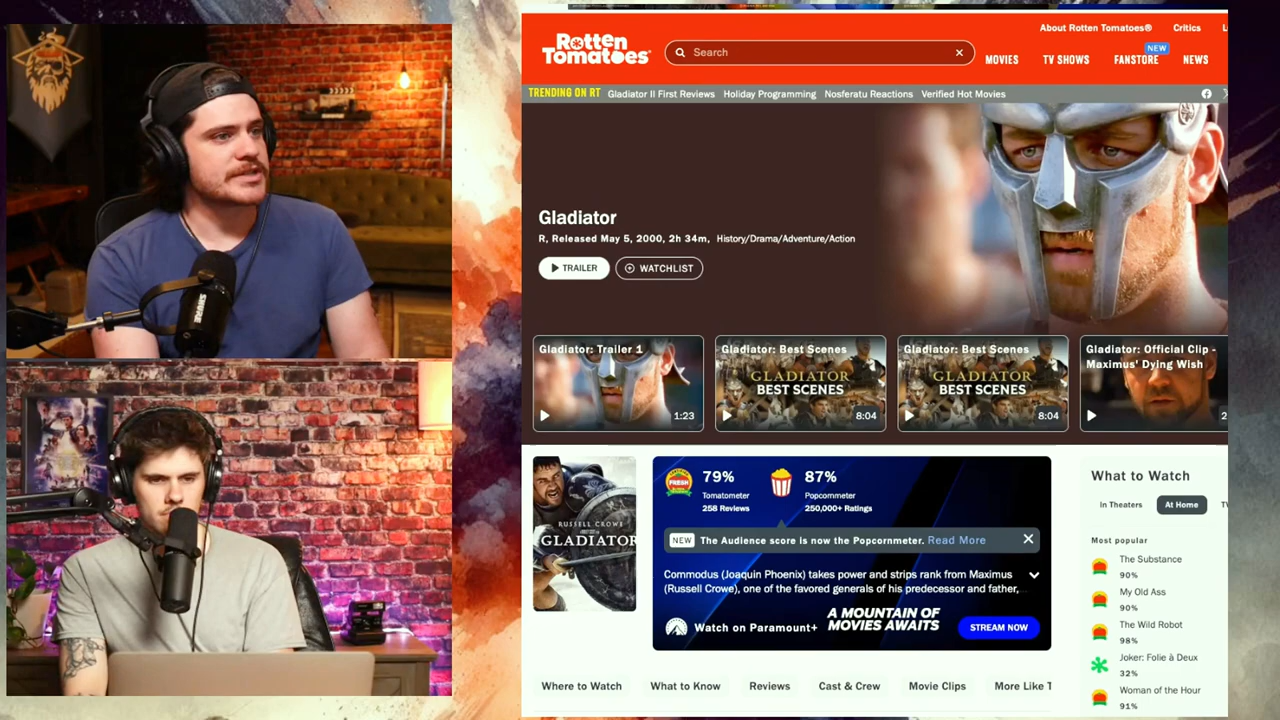 SHURE
Rotten
Tomatoes®
Search
About Rotten Tomatoes®
Critics
MOVIES
TV SHOWS
NEW
FANSTORE
NEWS
TRENDING ON RT
Gladiator II First Reviews
Holiday Programming
Nosferatu Reactions
Verified Hot Movies
Gladiator
R, Released May 5, 2000, 2h 34m, History/Drama/Adventure/Action
TRAILER
WATCHLIST
Gladiator: Trailer 1
1:23
Gladiator: Best Scenes
GLADIATOR
BEST SCENES
8:04
Gladiator: Best Scenes
GLADIATOR
BEST SCENES
8:04
Gladiator: Official Clip -
Maximus' Dying Wish
2
RUSSELL CROWE
GLADIATOR
FRESH
79%
Tomatometer
258 Reviews
87%
Popcornmeter
250,000+ Ratings
NEW The Audience score is now the Popcornmeter. Read More
Commodus (Joaquin Phoenix) takes power and strips rank from Maximus
(Russell Crowe), one of the favored generals of his predecessor and father,...
Watch on Paramount+
A MOUNTAIN OF
MOVIES AWAITS
STREAM NOW
What to Watch
In Theaters
At Home
Most popular
The Substance
90%
My Old Ass
90%
The Wild Robot
98%
Joker: Folie à Deux
32%
Woman of the Hour
91%
Where to Watch
What to Know
Reviews
Cast & Crew
Movie Clips
More Like T